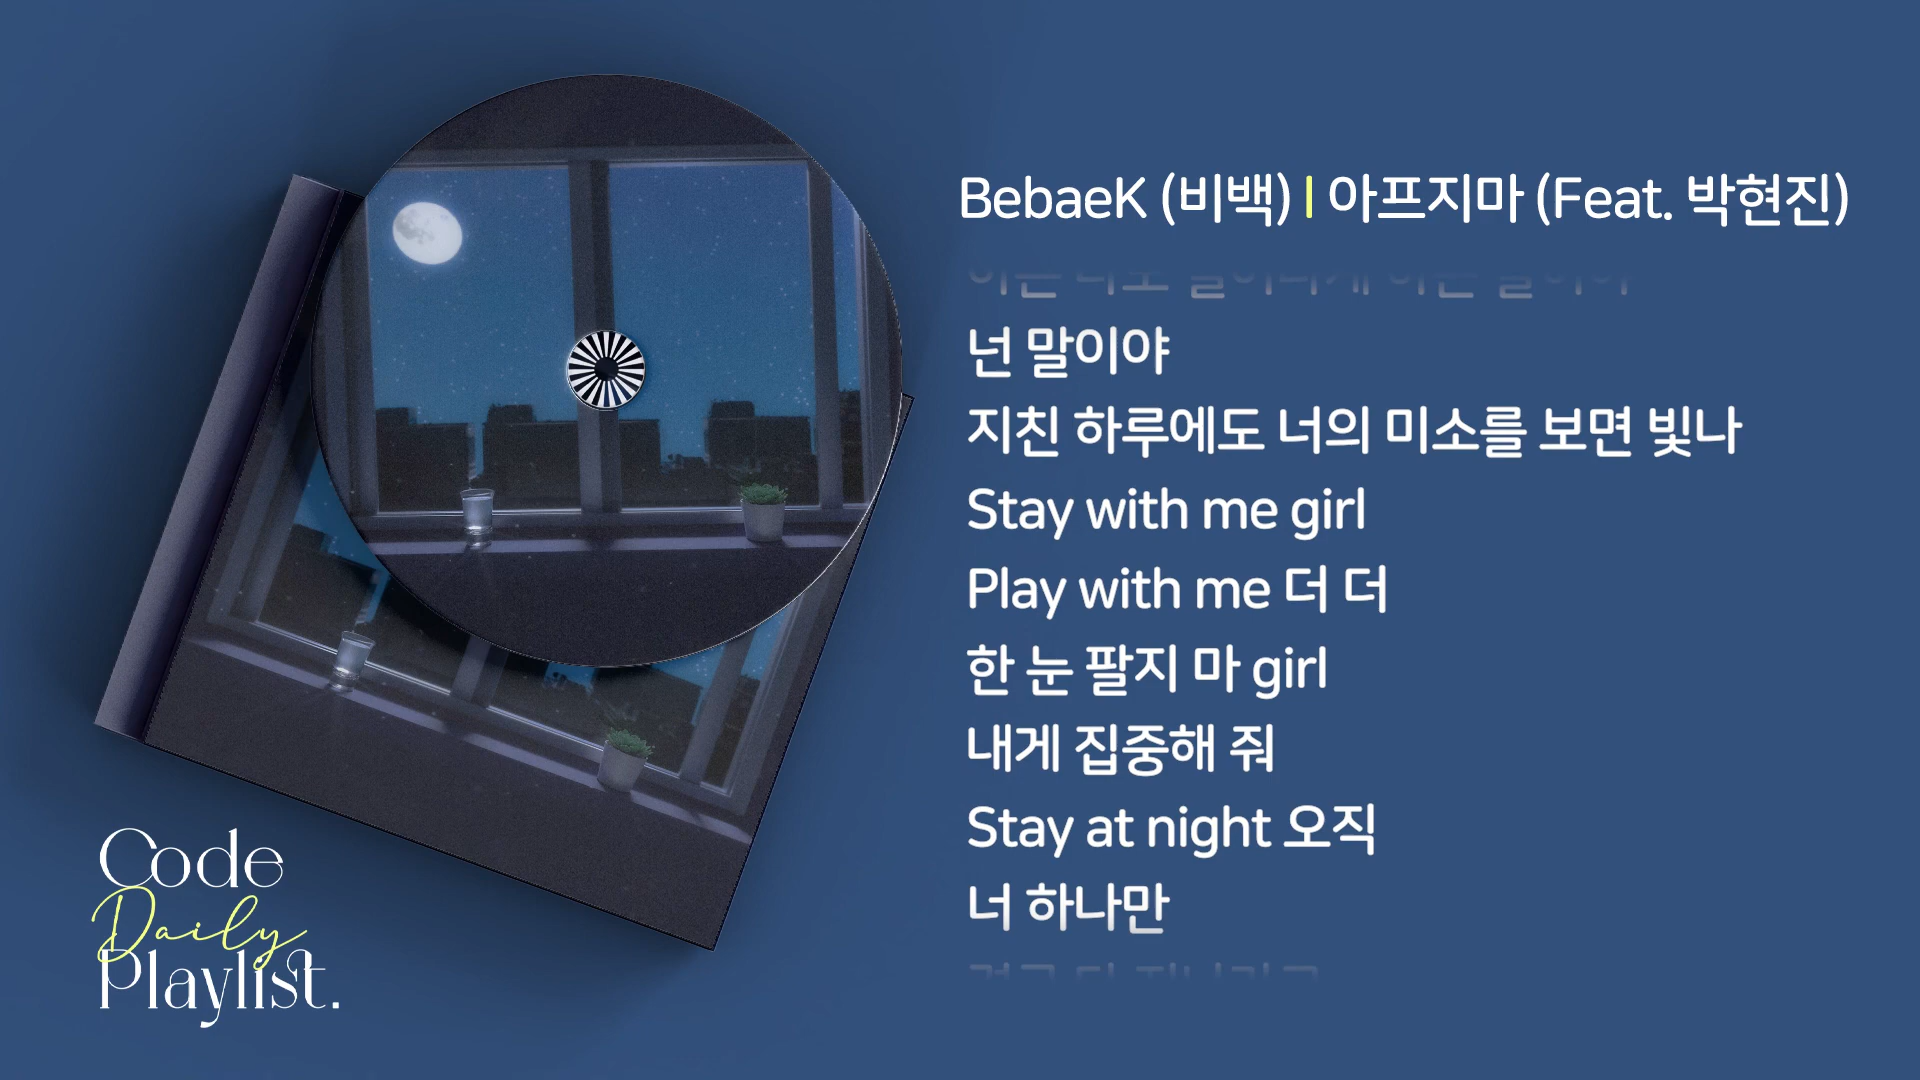 BebaeK (비백) | 아프지마 (Feat. 박현진)
넌 말이야
지친 하루에도 너의 미소를 보면 빛나
Stay with me girl
Play with me 더 더
한 눈 팔지 마 girl
내게 집중해 줘
Stay at night 오직
너 하나만
Code
Daily
Playlist.